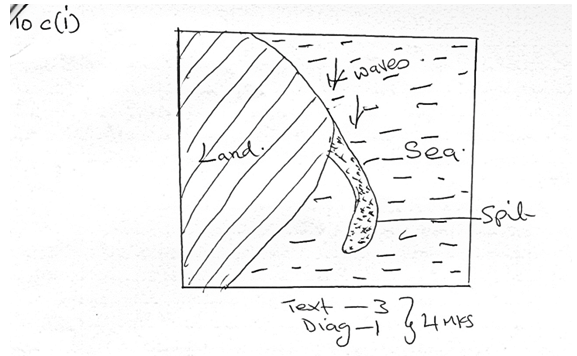 10 c(i)
waves.
Land.
Sea.
Spit
Text — 3
Diag — 1 } 4 mks